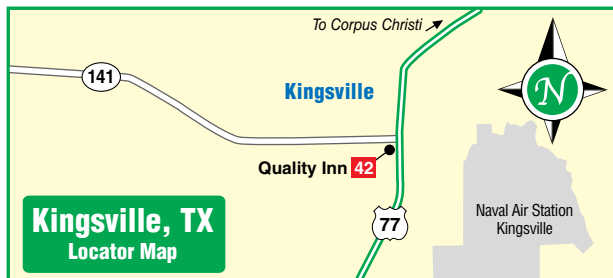 To Corpus Christi
141
Kingsville
N
Quality Inn 42
77
Naval Air Station
Kingsville
Kingsville, TX
Locator Map